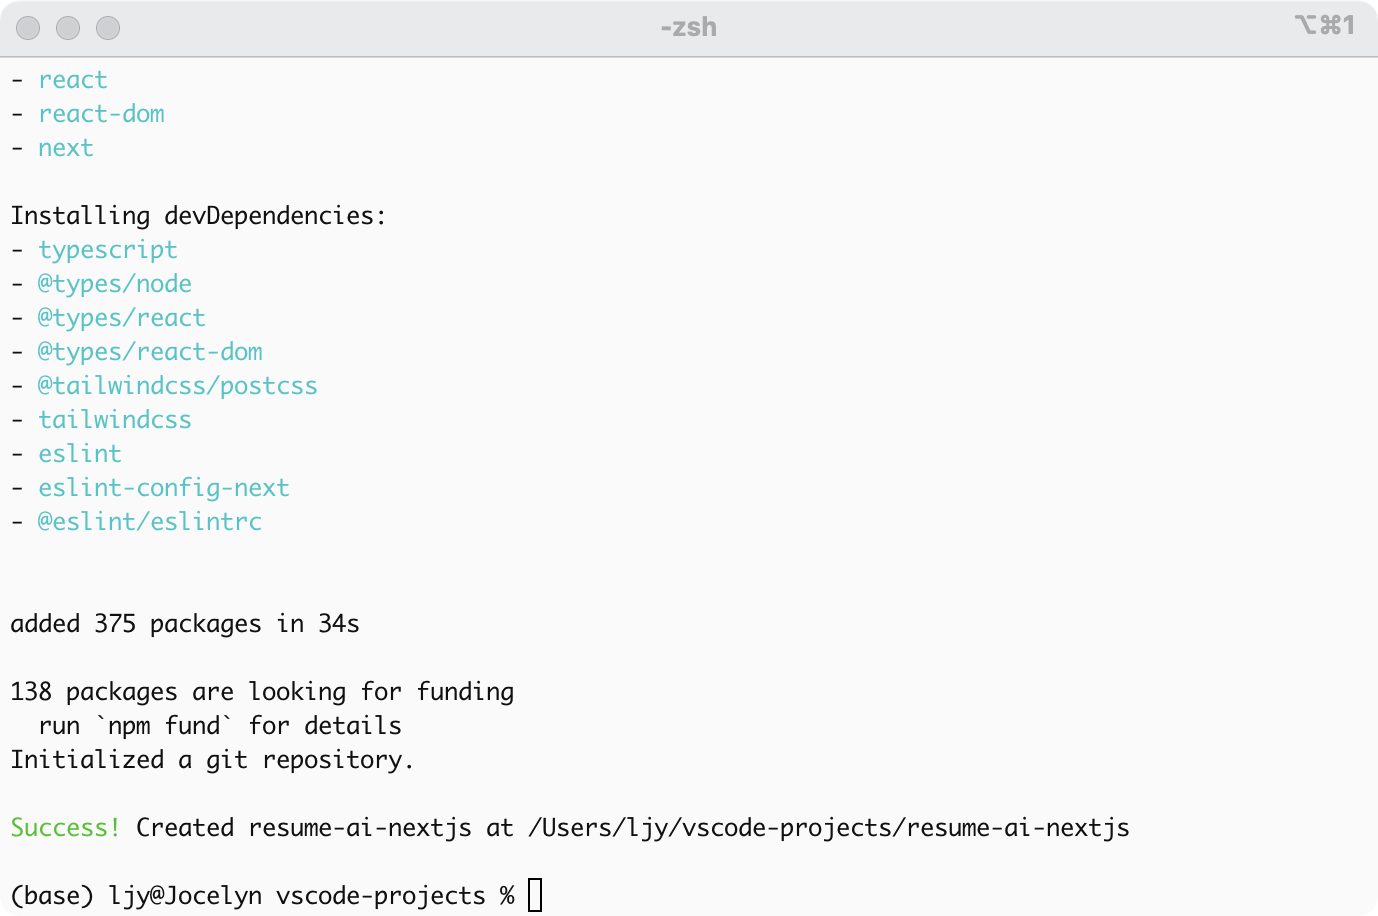 -zsh
⌥⌘1
- react
- react-dom
- next
Installing devDependencies:
- typescript
- @types/node
- @types/react
- @types/react-dom
- @tailwindcss/postcss
- tailwindcss
- eslint
- eslint-config-next
- @eslint/eslintrc
added 375 packages in 34s
138 packages are looking for funding
  run `npm fund` for details
Initialized a git repository.
Success! Created resume-ai-nextjs at /Users/ljy/vscode-projects/resume-ai-nextjs
(base) ljy@Jocelyn vscode-projects %